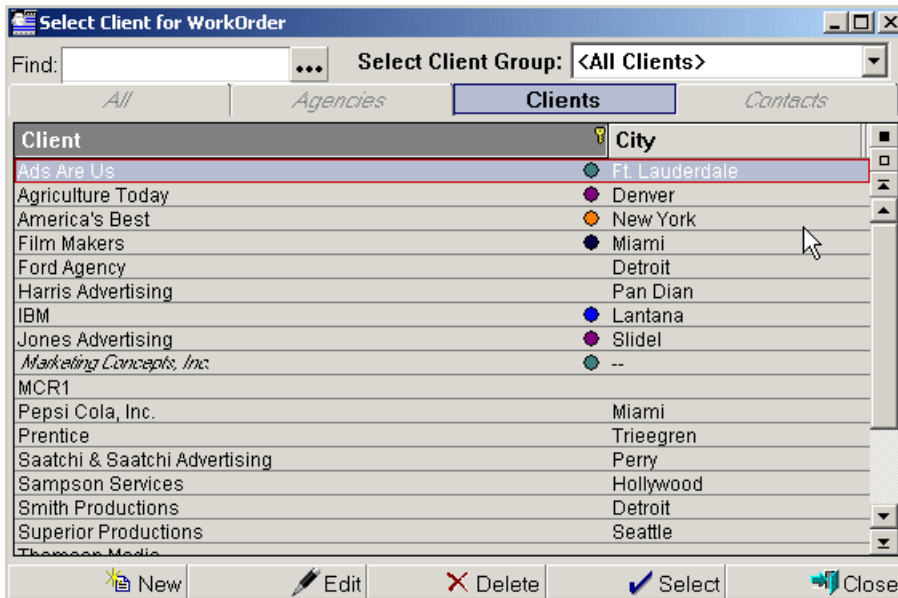 Select Client for WorkOrder
Find: ... Select Client Group: <All Clients>
All Agencies Clients Contacts
Client City
Ads Are Us Ft. Lauderdale
Agriculture Today Denver
America's Best New York
Film Makers Miami
Ford Agency Detroit
Harris Advertising Pan Dian
IBM Lantana
Jones Advertising Slidel
Marketing Concepts, Inc. --
MCR1
Pepsi Cola, Inc. Miami
Prentice Trieegren
Saatchi & Saatchi Advertising Perry
Sampson Services Hollywood
Smith Productions Detroit
Superior Productions Seattle
Thomson Media
New Edit Delete Select Close